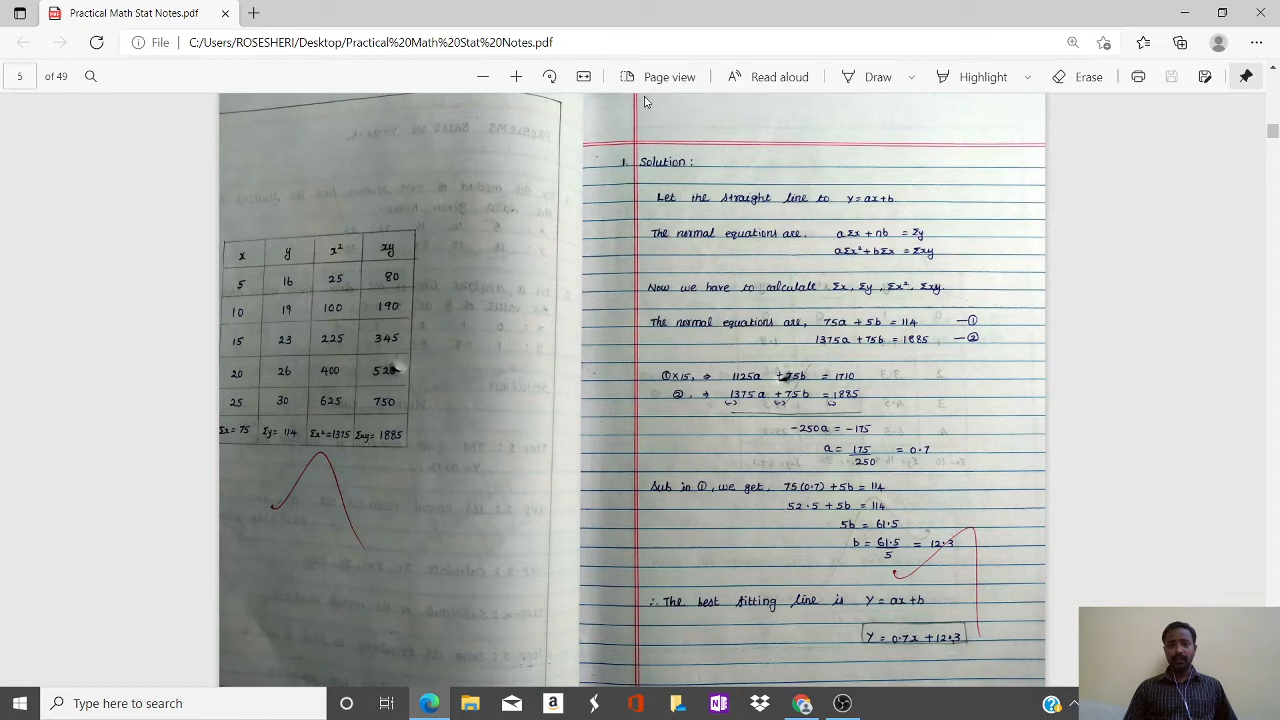 Practical Math Stat Notes.pdf
File
C:/Users/ROSESHERI/Desktop/Practical%20Math%20Stat%20Notes.pdf
5 of 49
Page view
Read aloud
Draw
Highlight
Erase
x y x² xy
5 16 25 80
10 19 100 190
15 23 225 345
20 26 400 520
25 30 625 750
Σx = 75 Σy = 114 Σx² = 1375 Σxy = 1885
1. Solution :
Let the straight line to y = ax+b
The normal equations are. aΣx + nb = Σy
aΣx² + bΣx = Σxy
Now we have to calculate Σx, Σy, Σx², Σxy.
The normal equations are, 75a + 5b = 114 —①
1375a + 75b = 1885 —②
①×15, ⇒ 1125a + 75b = 1710
②, ⇒ 1375a + 75b = 1885
(-) (-) (-)
-250a = -175
a = 175/250 = 0.7
Sub in ①, we get, 75(0.7) + 5b = 114
52.5 + 5b = 114
5b = 61.5
b = 61.5/5 = 12.3
∴ The best fitting line is y = ax+b
y = 0.7x + 12.3
Type here to search